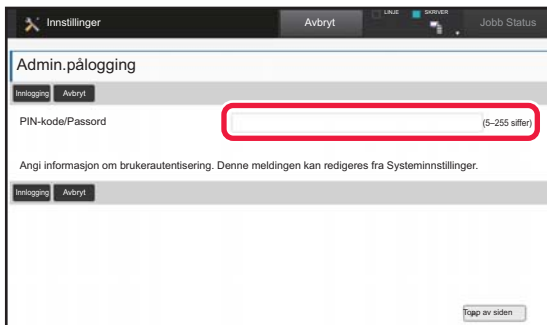 Innstillinger
Avbryt
LINJE
SKRIVER
Jobb Status
Admin.pålogging
Innlogging Avbryt
PIN-kode/Passord
(5–255 siffer)
Angi informasjon om brukerautentisering. Denne meldingen kan redigeres fra Systeminnstillinger.
Innlogging Avbryt
Topp av siden